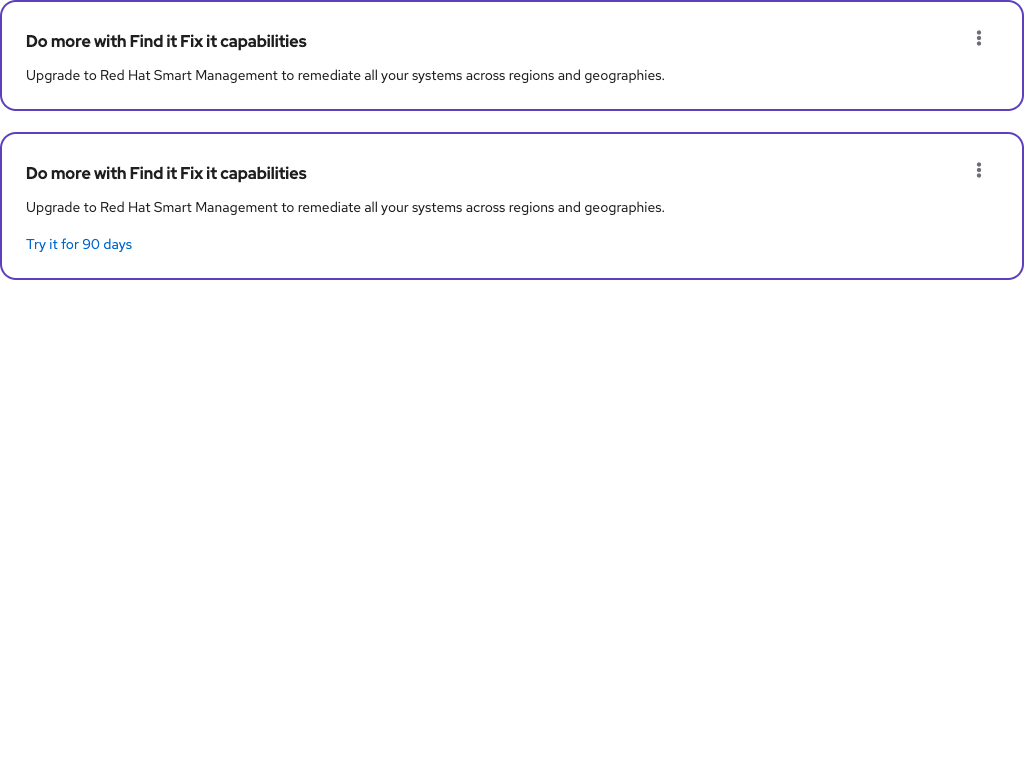 Do more with Find it Fix it capabilities
Upgrade to Red Hat Smart Management to remediate all your systems across regions and geographies.
Do more with Find it Fix it capabilities
Upgrade to Red Hat Smart Management to remediate all your systems across regions and geographies.
Try it for 90 days